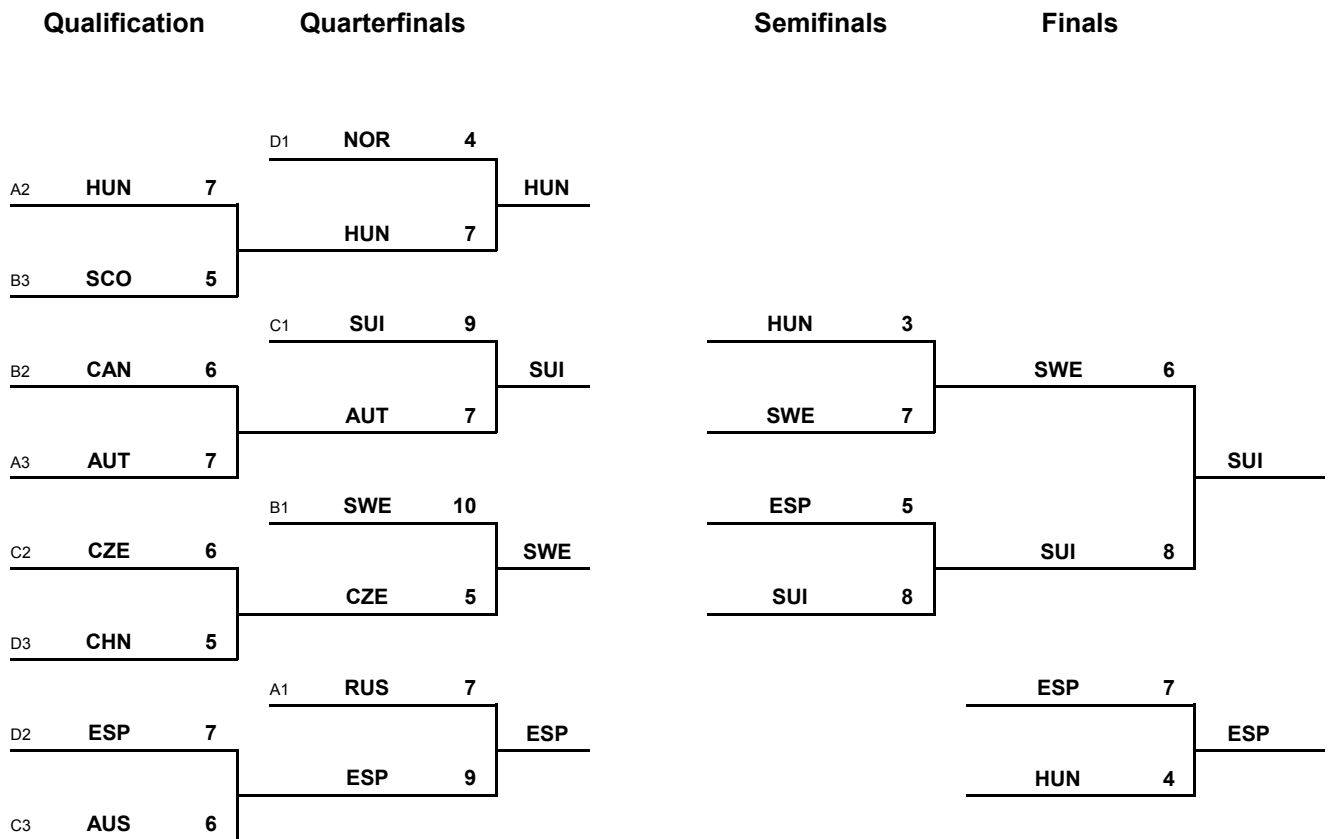 Qualification Quarterfinals Semifinals Finals
D1 NOR 4
A2 HUN 7 HUN
HUN 7
B3 SCO 5
C1 SUI 9 HUN 3
B2 CAN 6 SUI SWE 6
AUT 7 SWE 7
A3 AUT 7 SUI
B1 SWE 10 ESP 5
C2 CZE 6 SWE SUI 8
CZE 5 SUI 8
D3 CHN 5
A1 RUS 7 ESP 7
D2 ESP 7 ESP ESP
ESP 9 HUN 4
C3 AUS 6